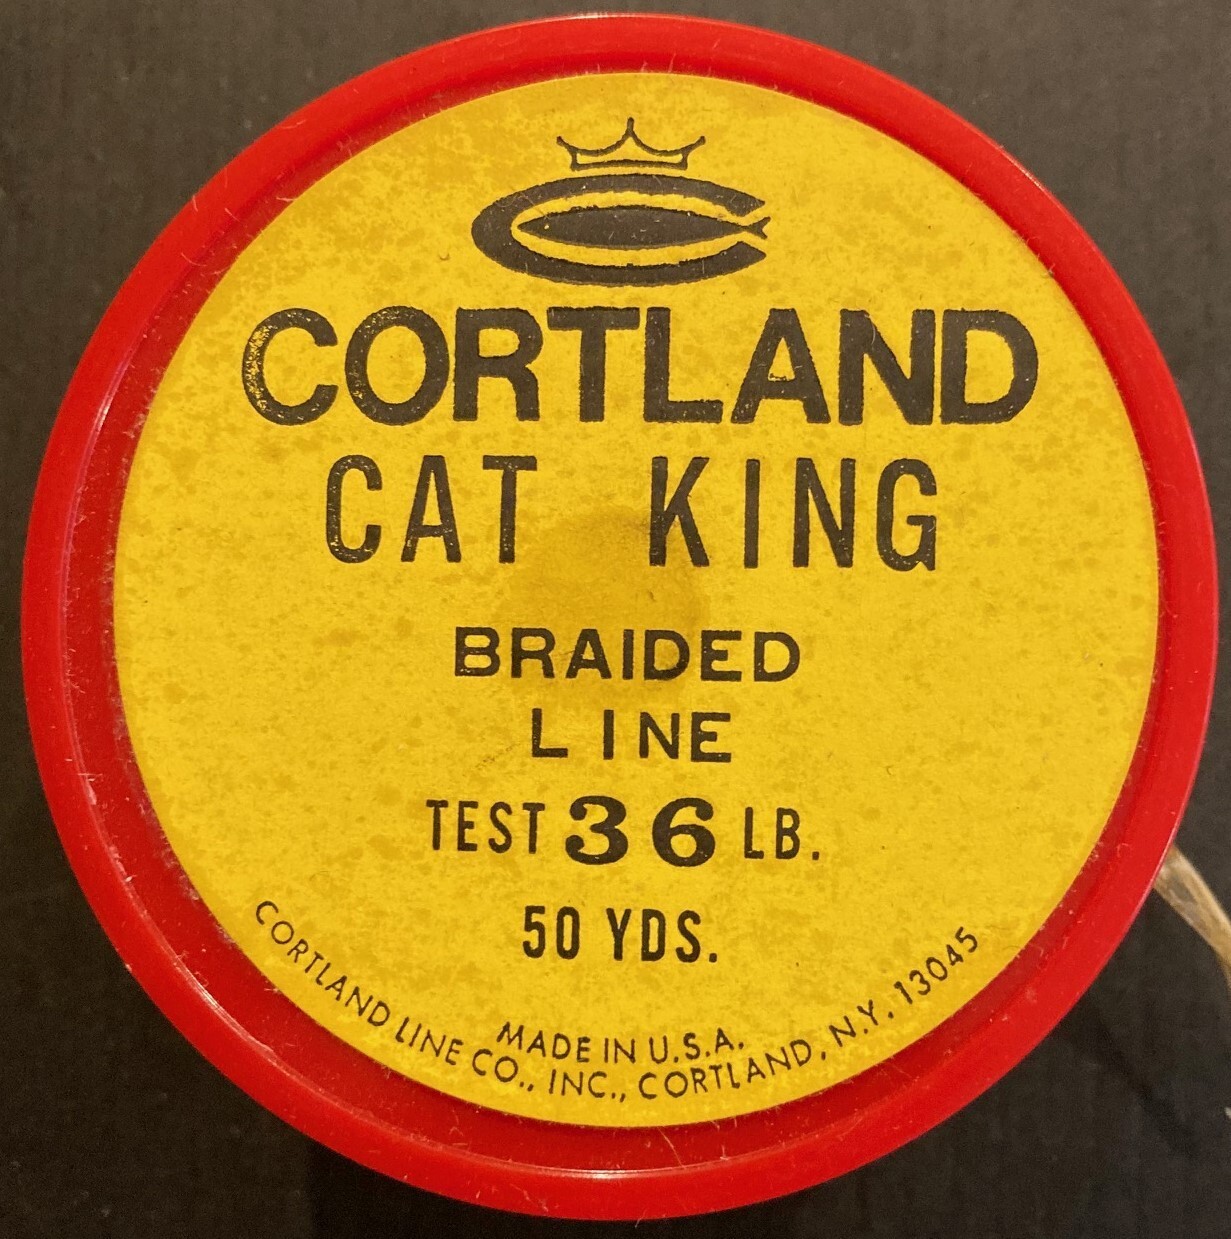 CORTLAND
CAT KING
BRAIDED
LINE
TEST 36 LB.
50 YDS.
MADE IN U.S.A.
CORTLAND LINE CO., INC., CORTLAND, N.Y. 13045